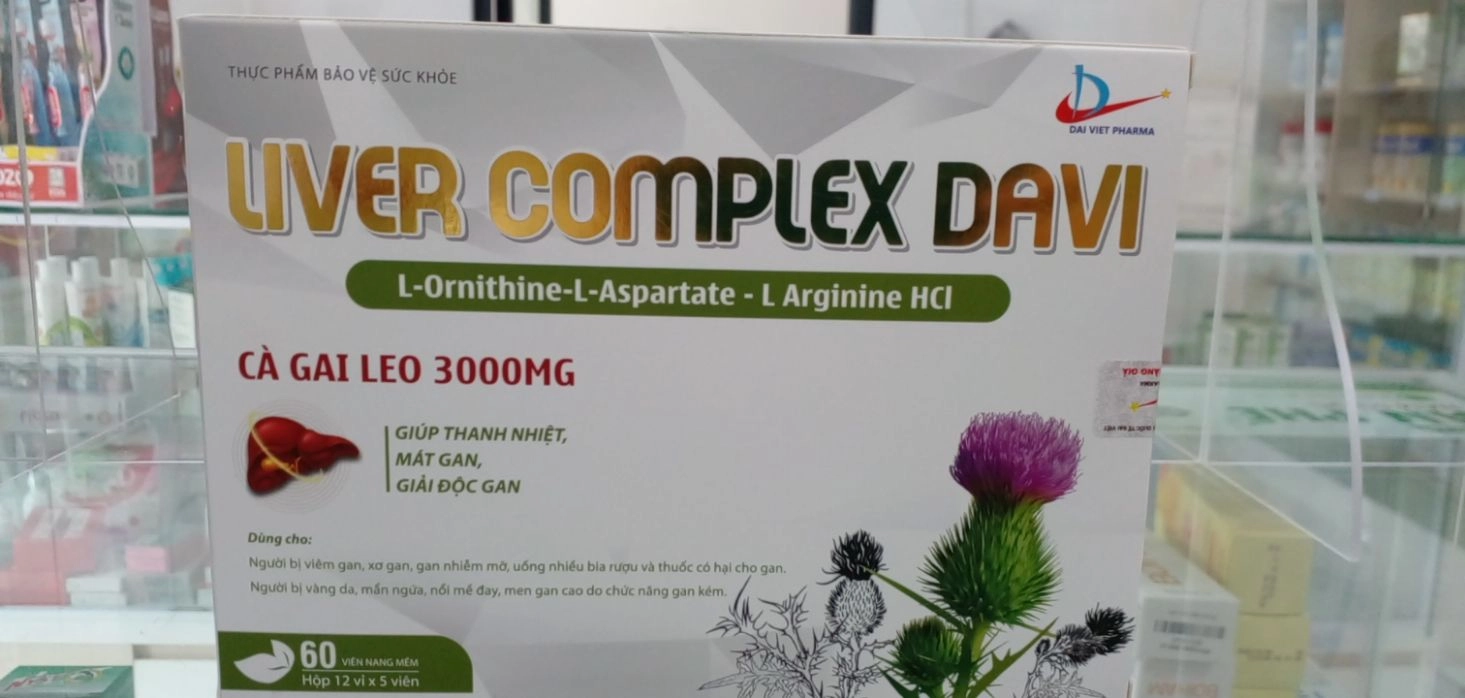 THỰC PHẨM BẢO VỆ SỨC KHỎE
DAI VIET PHARMA
LIVER COMPLEX DAVI
L-Ornithine-L-Aspartate - L Arginine HCl
CÀ GAI LEO 3000MG
GIÚP THANH NHIỆT,
MÁT GAN,
GIẢI ĐỘC GAN
Dùng cho:
Người bị viêm gan, xơ gan, gan nhiễm mỡ, uống nhiều bia rượu và thuốc có hại cho gan.
Người bị vàng da, mẩn ngứa, nổi mề đay, men gan cao do chức năng gan kém.
60 VIÊN NANG MỀM
Hộp 12 vỉ x 5 viên